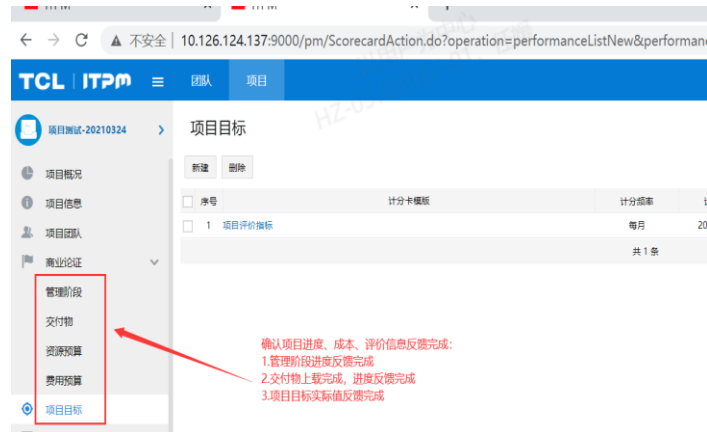 不安全 | 10.126.124.137:9000/pm/ScorecardAction.do?operation=performanceListNew&perform
TCL ITPM 团队 项目
项目测试-20210324
项目目标
新建 删除
项目概况
项目信息
项目团队
商业论证
管理阶段
交付物
资源预算
费用预算
项目目标
序号 计分卡模版 计分频率
1 项目评价指标 每月 20
共 1 条
确认项目进度、成本、评价信息反馈完成:
1.管理阶段进度反馈完成
2.交付物上载完成, 进度反馈完成
3.项目目标实际值反馈完成